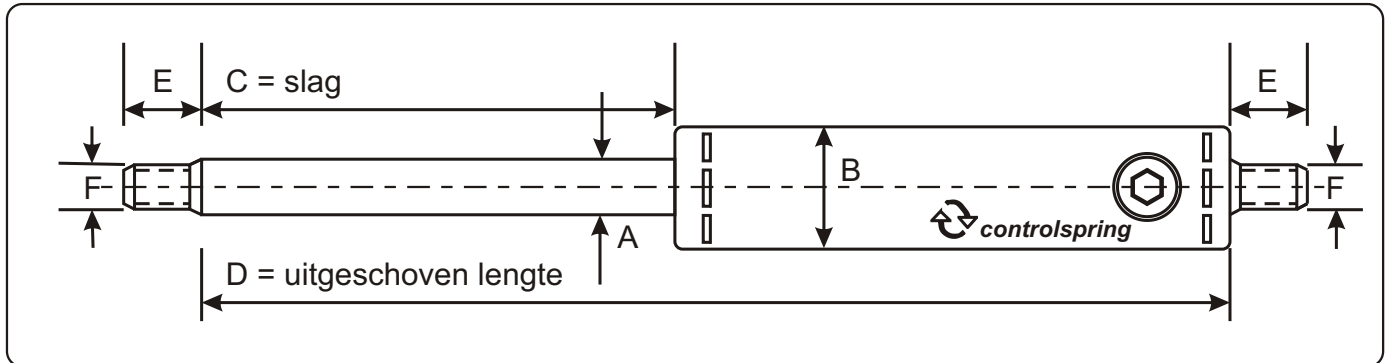 E
C = slag
E
F
B
F
controlspring
A
D = uitgeschoven lengte